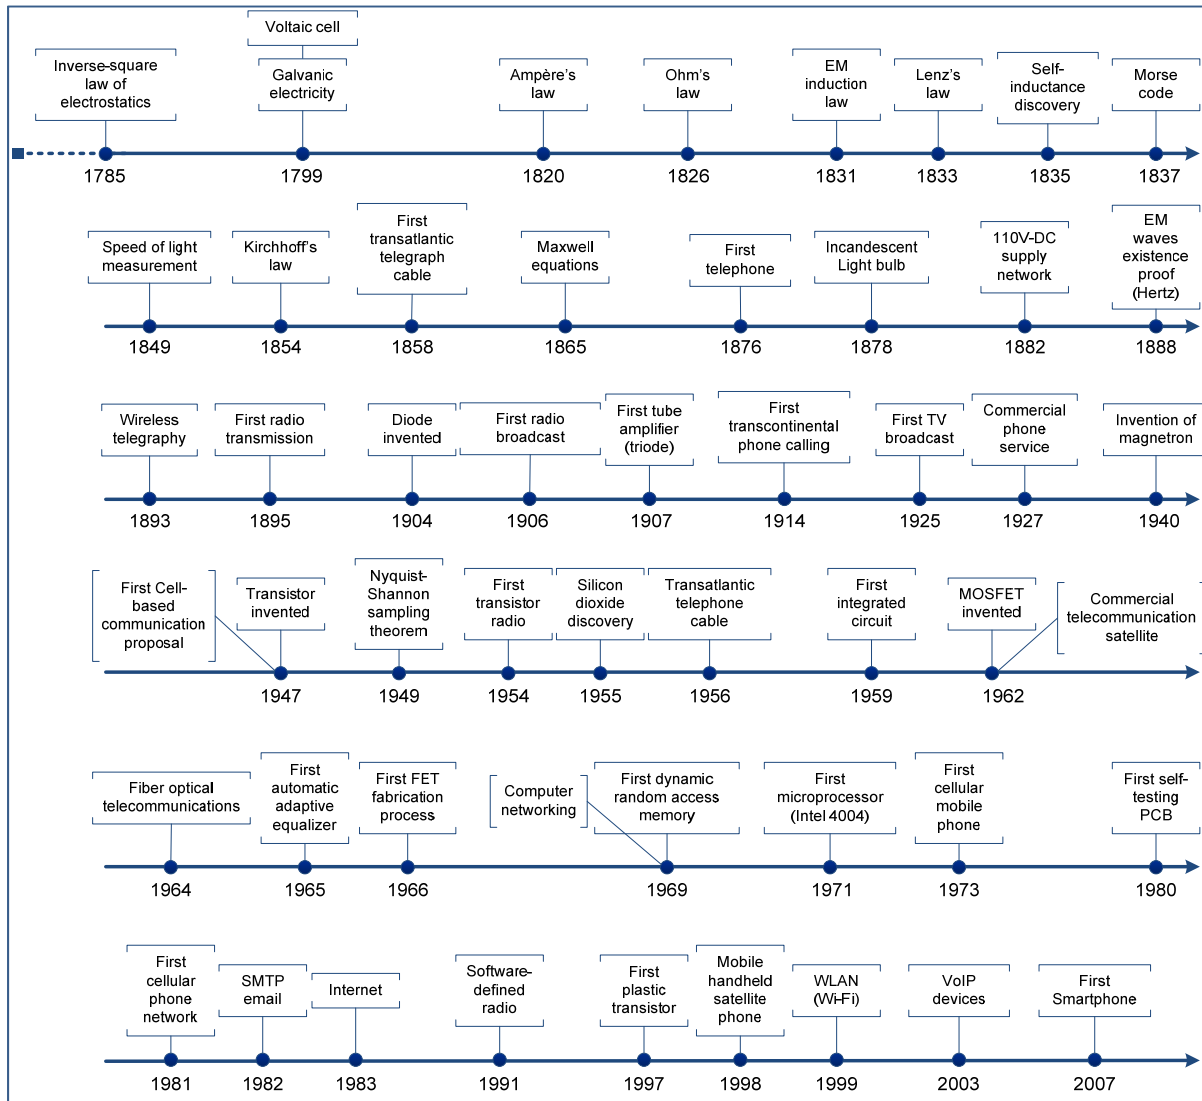 Voltaic cell
Inverse-square
law of
electrostatics
Galvanic
electricity
Ampère's
law
Ohm's
law
EM
induction
law
Lenz's
law
Self-
inductance
discovery
Morse
code
1785
1799
1820
1826
1831
1833
1835
1837
Speed of light
measurement
Kirchhoff's
law
First
transatlantic
telegraph
cable
Maxwell
equations
First
telephone
Incandescent
Light bulb
110V-DC
supply
network
EM
waves
existence
proof
(Hertz)
1849
1854
1858
1865
1876
1878
1882
1888
Wireless
telegraphy
First radio
transmission
Diode
invented
First radio
broadcast
First tube
amplifier
(triode)
First
transcontinental
phone calling
First TV
broadcast
Commercial
phone
service
Invention of
magnetron
1893
1895
1904
1906
1907
1914
1925
1927
1940
First Cell-
based
communication
proposal
Transistor
invented
Nyquist-
Shannon
sampling
theorem
First
transistor
radio
Silicon
dioxide
discovery
Transatlantic
telephone
cable
First
integrated
circuit
MOSFET
invented
Commercial
telecommunication
satellite
1947
1949
1954
1955
1956
1959
1962
Fiber optical
telecommunications
First
automatic
adaptive
equalizer
First FET
fabrication
process
Computer
networking
First dynamic
random access
memory
First
microprocessor
(Intel 4004)
First
cellular
mobile
phone
First self-
testing
PCB
1964
1965
1966
1969
1971
1973
1980
First
cellular
phone
network
SMTP
email
Internet
Software-
defined
radio
First
plastic
transistor
Mobile
handheld
satellite
phone
WLAN
(Wi-Fi)
VoIP
devices
First
Smartphone
1981
1982
1983
1991
1997
1998
1999
2003
2007